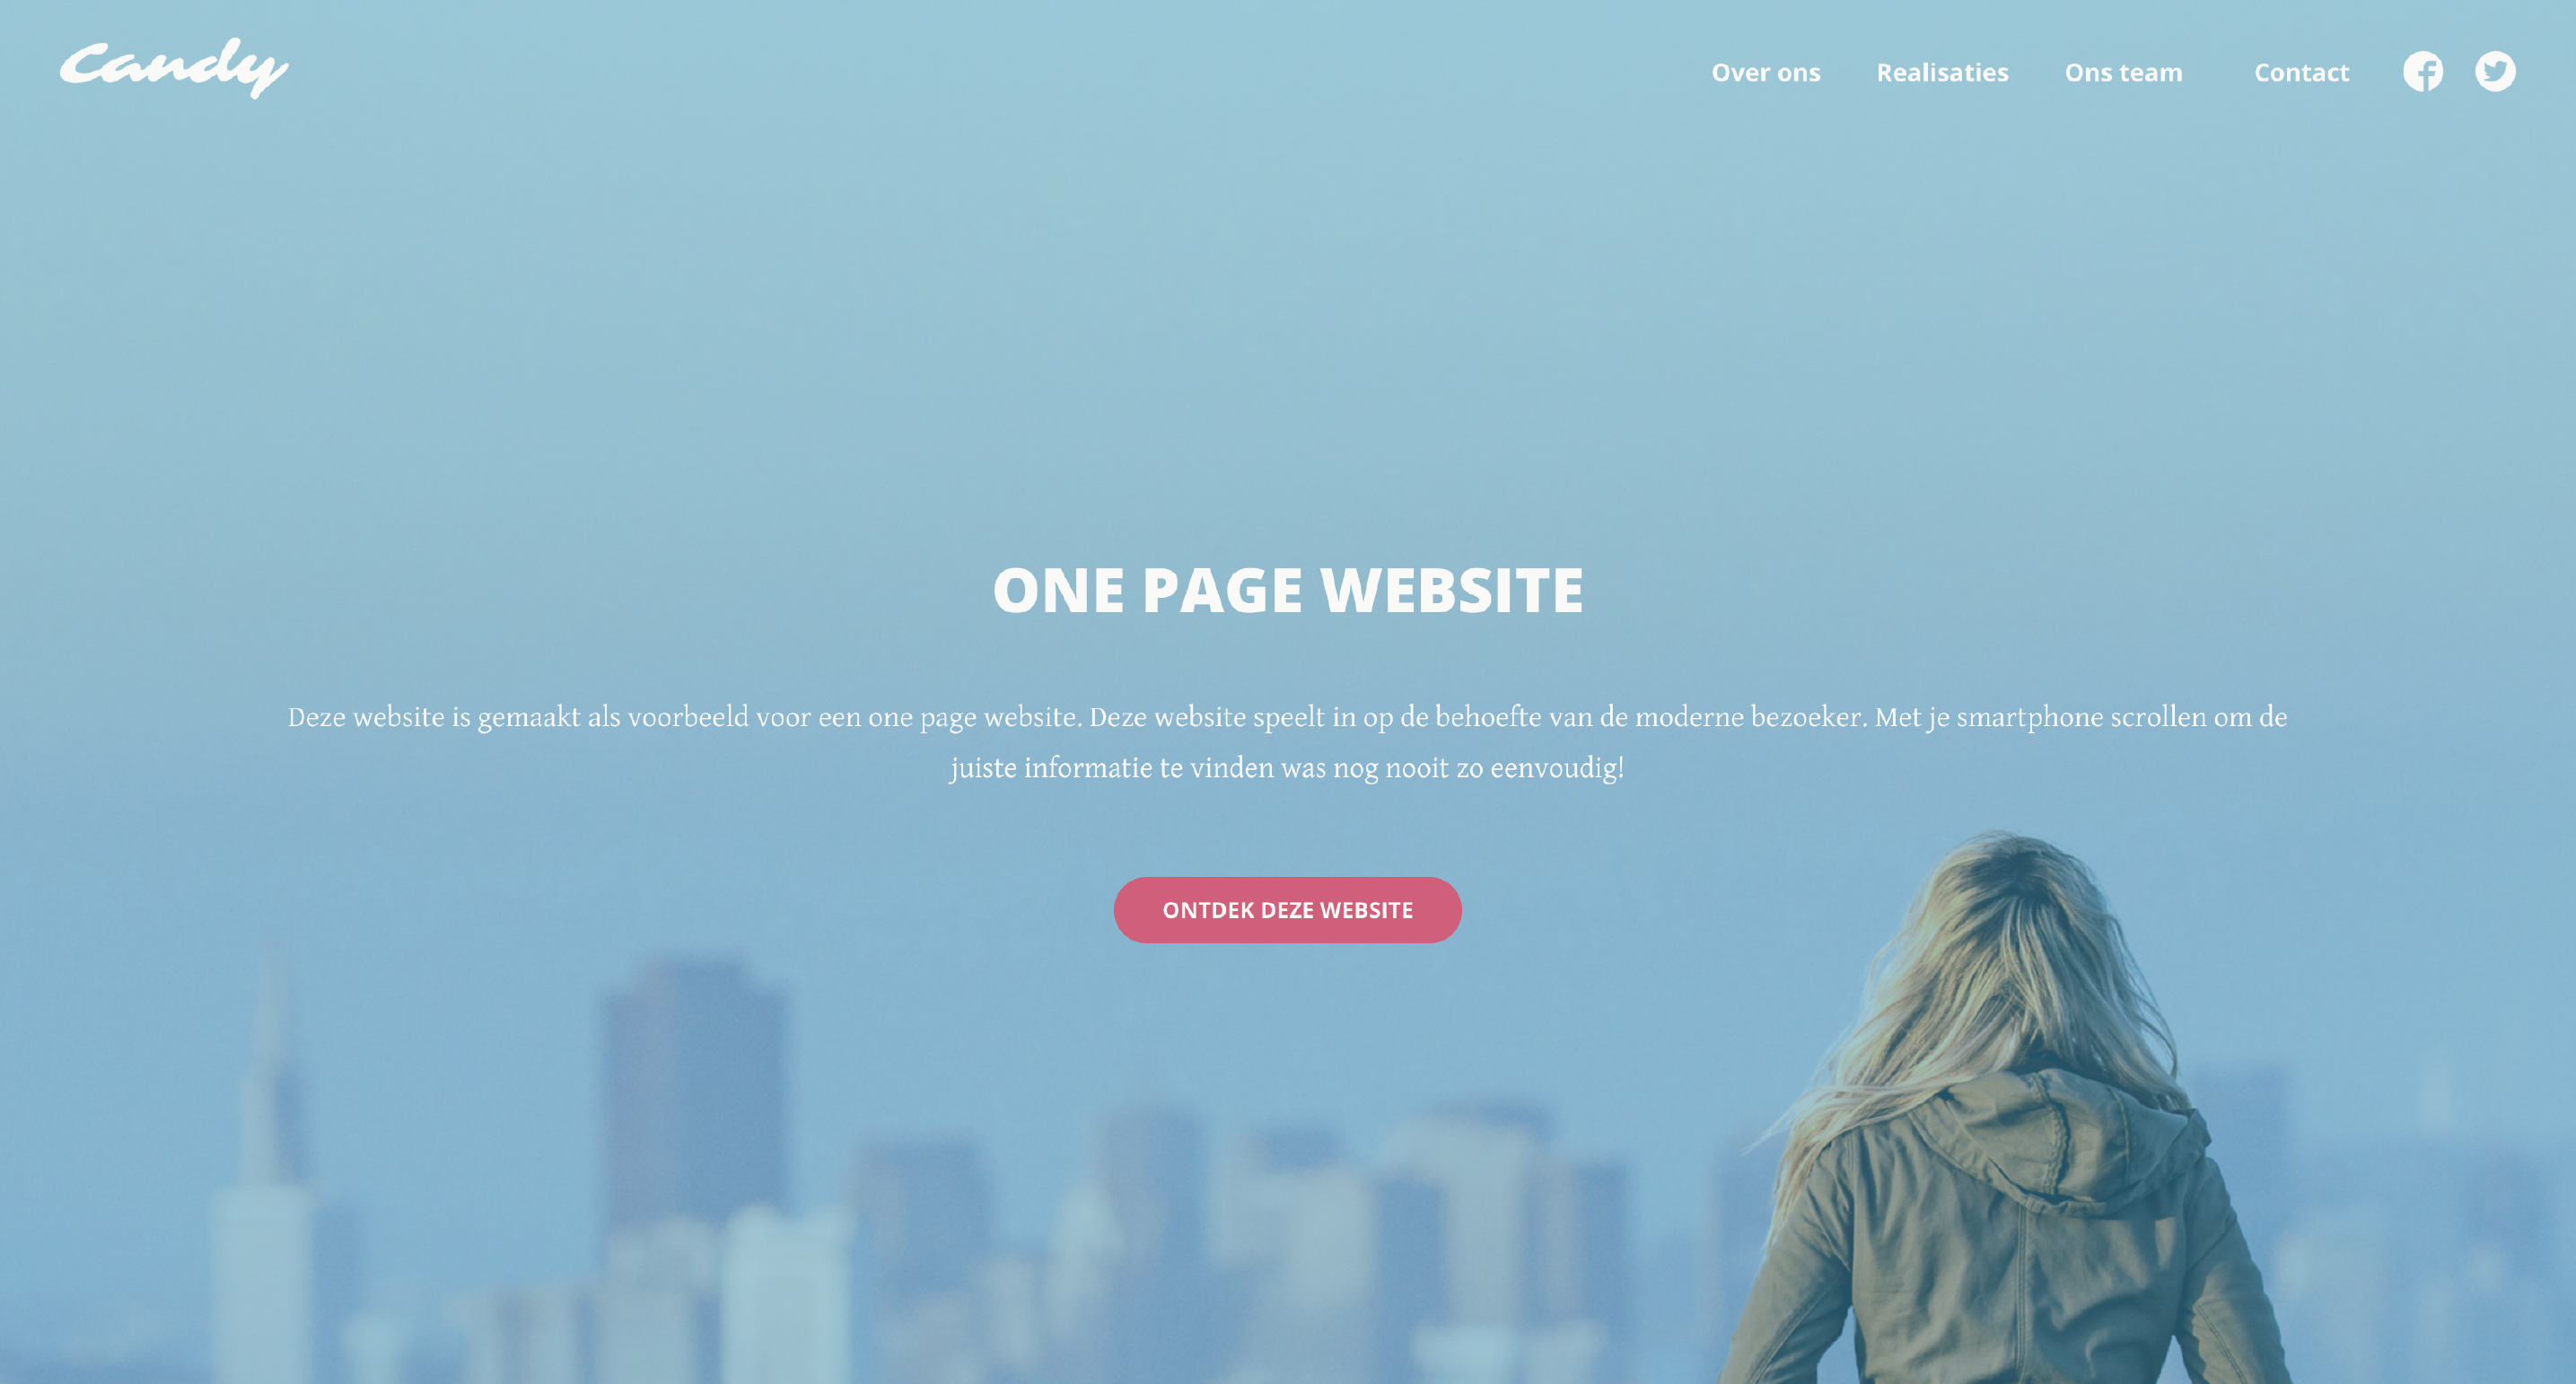 Candy
Over ons Realisaties Ons team Contact
ONE PAGE WEBSITE
Deze website is gemaakt als voorbeeld voor een one page website. Deze website speelt in op de behoefte van de moderne bezoeker. Met je smartphone scrollen om de
juiste informatie te vinden was nog nooit zo eenvoudig!
ONTDEK DEZE WEBSITE